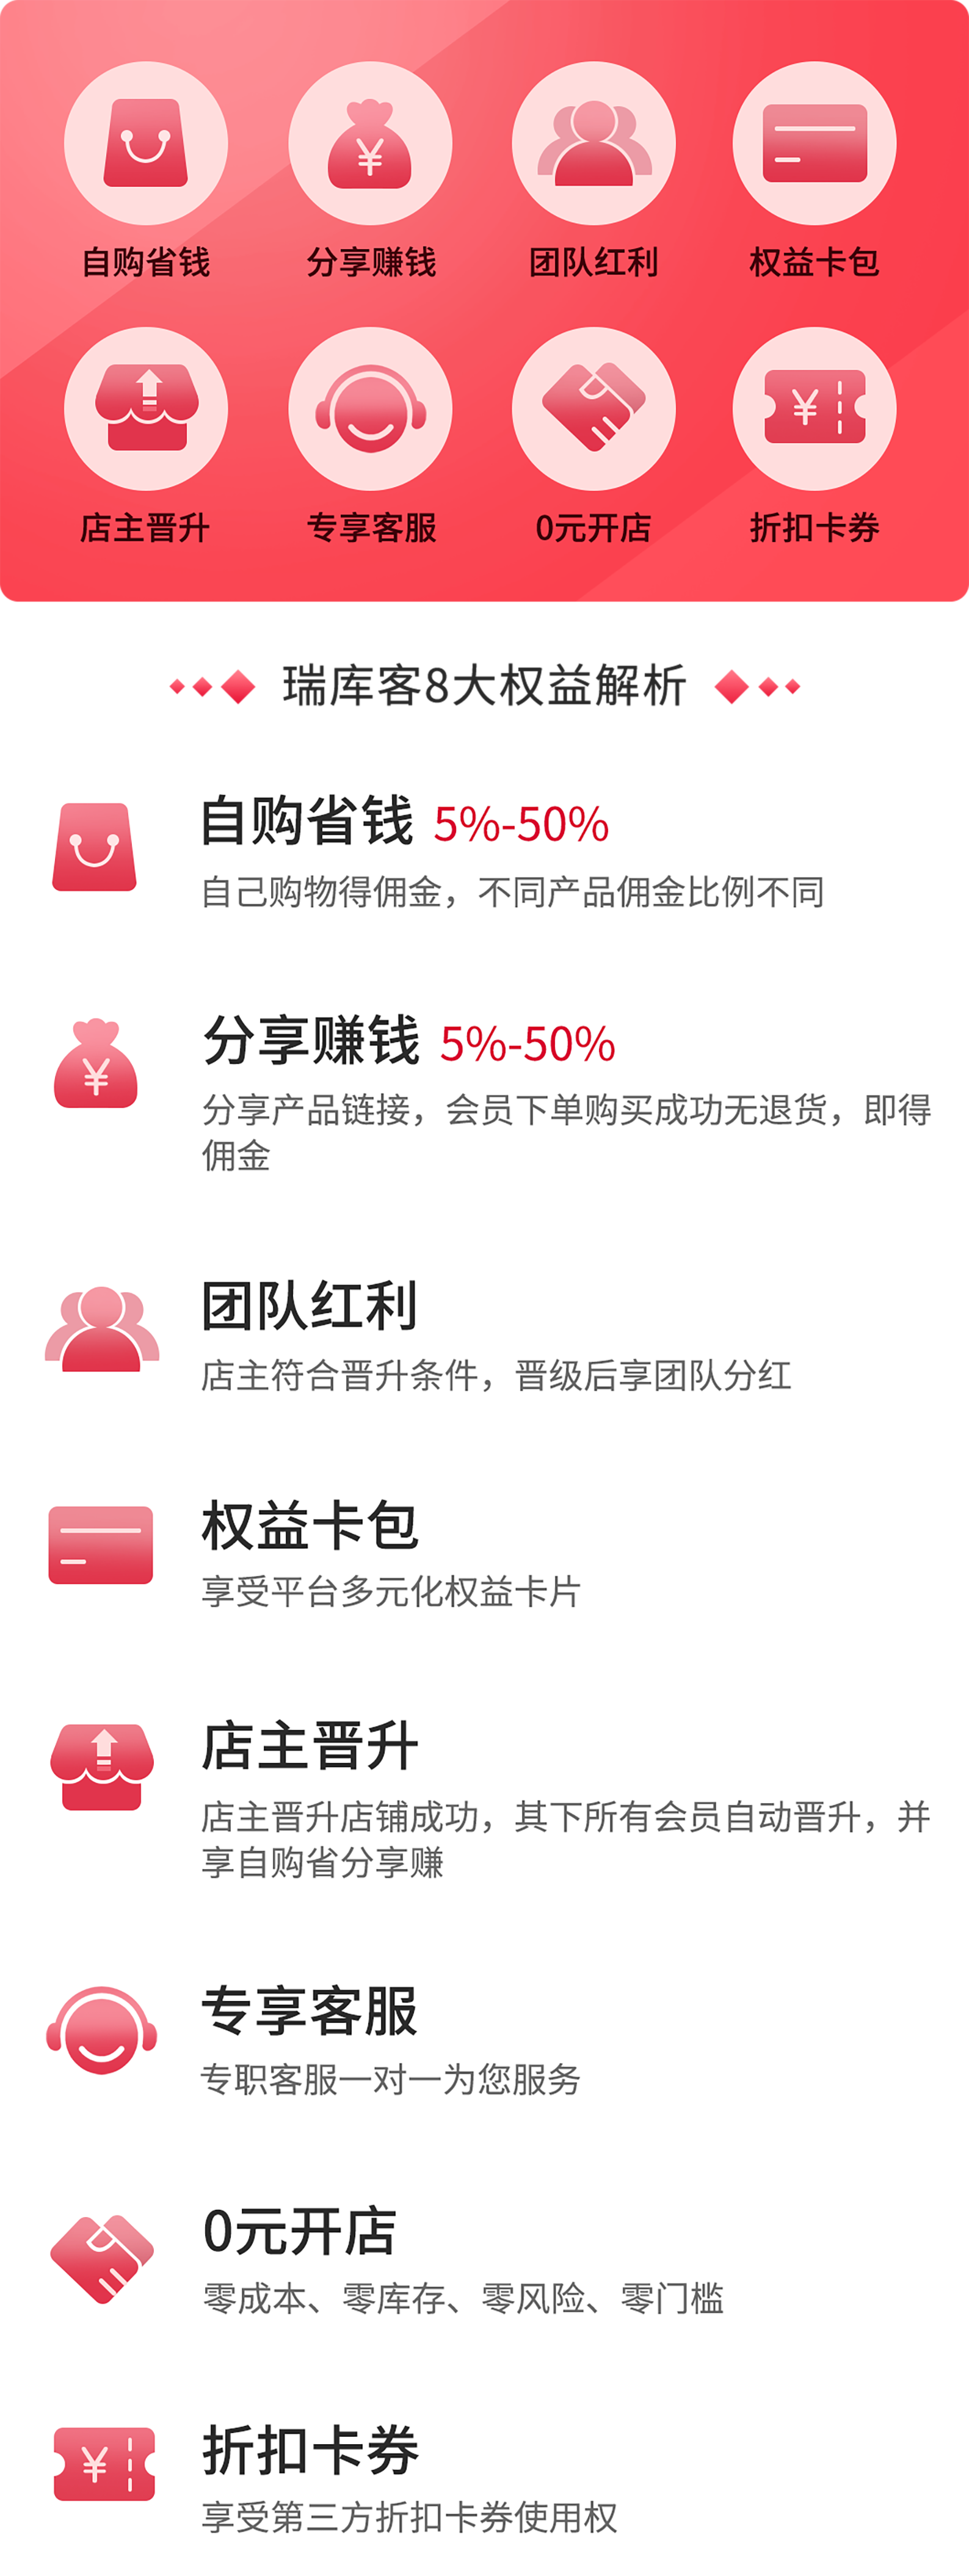 自购省钱 分享赚钱 团队红利 权益卡包
店主晋升 专享客服 0元开店 折扣卡券
瑞库客8大权益解析
自购省钱 5%-50%
自己购物得佣金，不同产品佣金比例不同
分享赚钱 5%-50%
分享产品链接，会员下单购买成功无退货，即得
佣金
团队红利
店主符合晋升条件，晋级后享团队分红
权益卡包
享受平台多元化权益卡片
店主晋升
店主晋升店铺成功，其下所有会员自动晋升，并
享自购省分享赚
专享客服
专职客服一对一为您服务
0元开店
零成本、零库存、零风险、零门槛
折扣卡券
享受第三方折扣卡券使用权